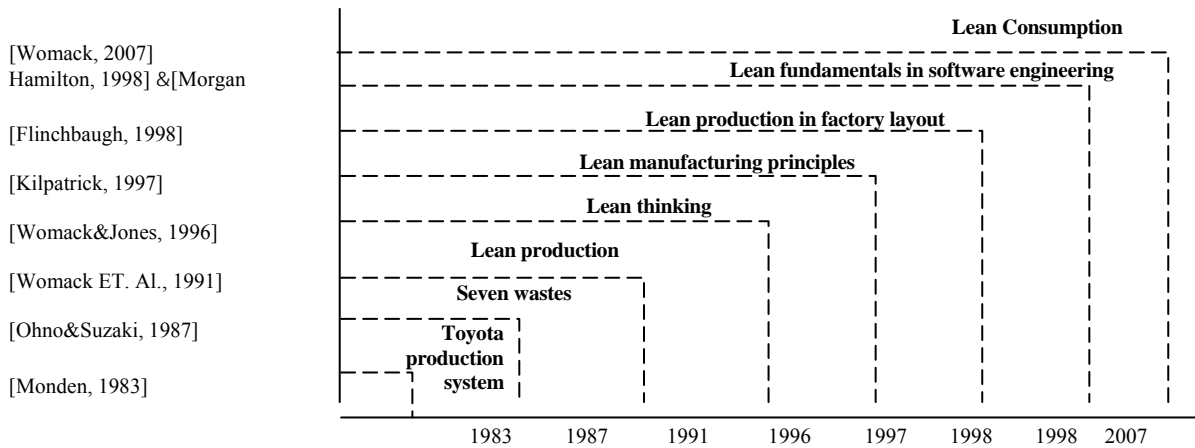 Lean Consumption
[Womack, 2007]
Hamilton, 1998] &[Morgan
Lean fundamentals in software engineering
Lean production in factory layout
[Flinchbaugh, 1998]
Lean manufacturing principles
[Kilpatrick, 1997]
Lean thinking
[Womack&Jones, 1996]
Lean production
[Womack ET. Al., 1991]
Seven wastes
[Ohno&Suzaki, 1987]
Toyota
production
system
[Monden, 1983]
1983 1987 1991 1996 1997 1998 1998 2007